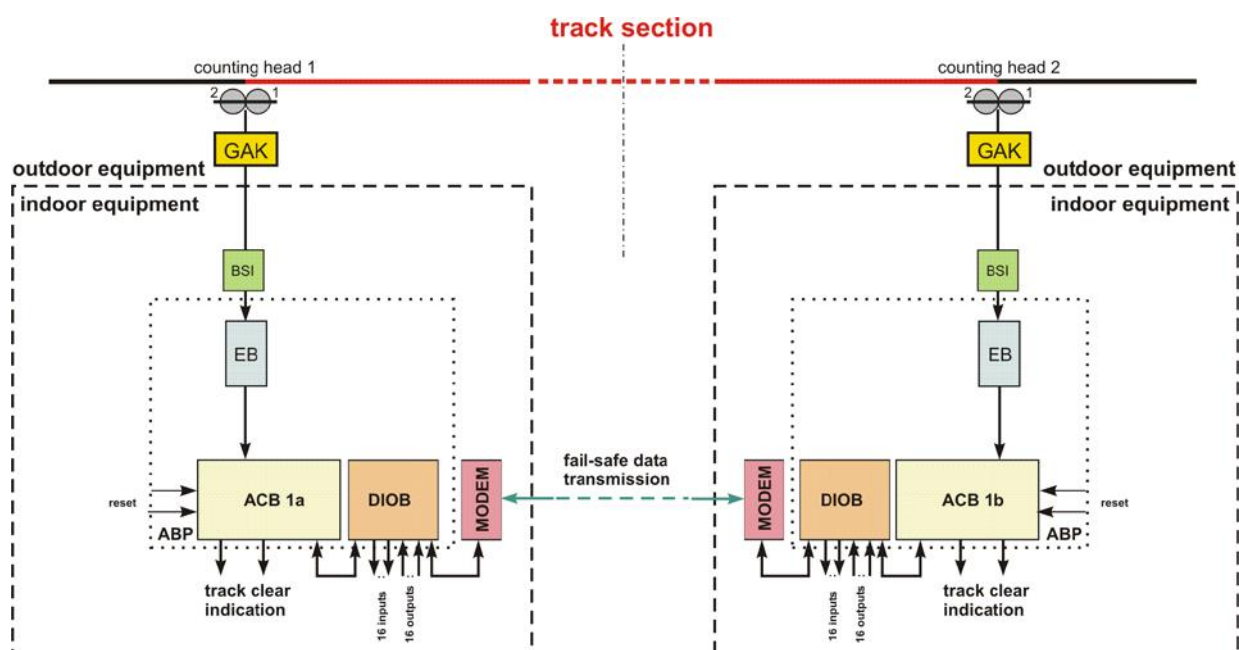 track section
counting head 1
counting head 2
2 1
2 1
GAK
GAK
outdoor equipment
outdoor equipment
indoor equipment
indoor equipment
BSI
BSI
EB
EB
fail-safe data
transmission
reset
ACB 1a
DIOB
MODEM
MODEM
DIOB
ACB 1b
reset
ABP
ABP
track clear
indication
16 inputs
16 outputs
16 inputs
16 outputs
track clear
indication